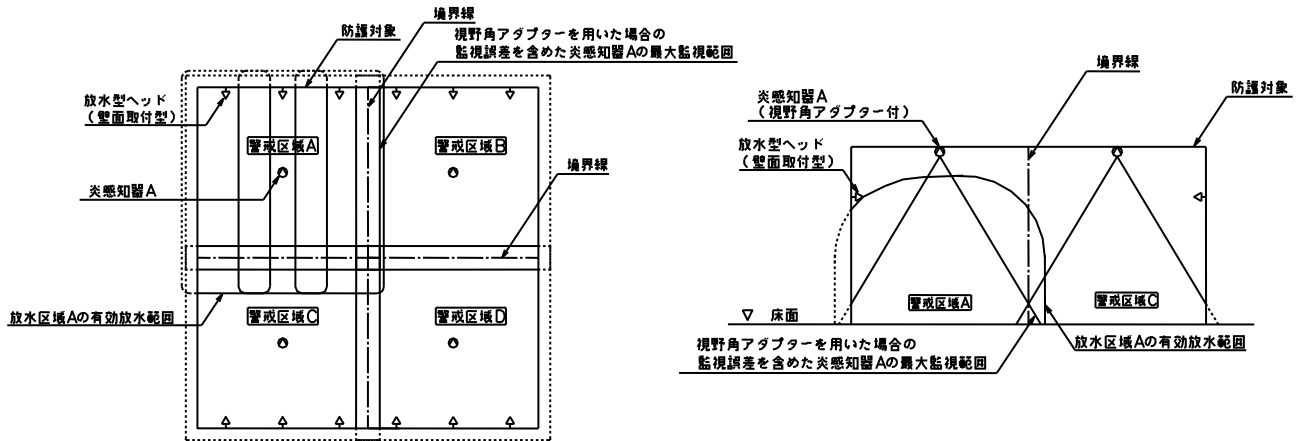 境界線
防護対象
視野角アダプターを用いた場合の
監視誤差を含めた炎感知器Aの最大監視範囲
放水型ヘッド
(壁面取付型)
警戒区域A
警戒区域B
炎感知器A
境界線
放水区域Aの有効放水範囲
警戒区域C
警戒区域D
境界線
防護対象
炎感知器A
(視野角アダプター付)
放水型ヘッド
(壁面取付型)
警戒区域A
警戒区域C
床面
視野角アダプターを用いた場合の
監視誤差を含めた炎感知器Aの最大監視範囲
放水区域Aの有効放水範囲